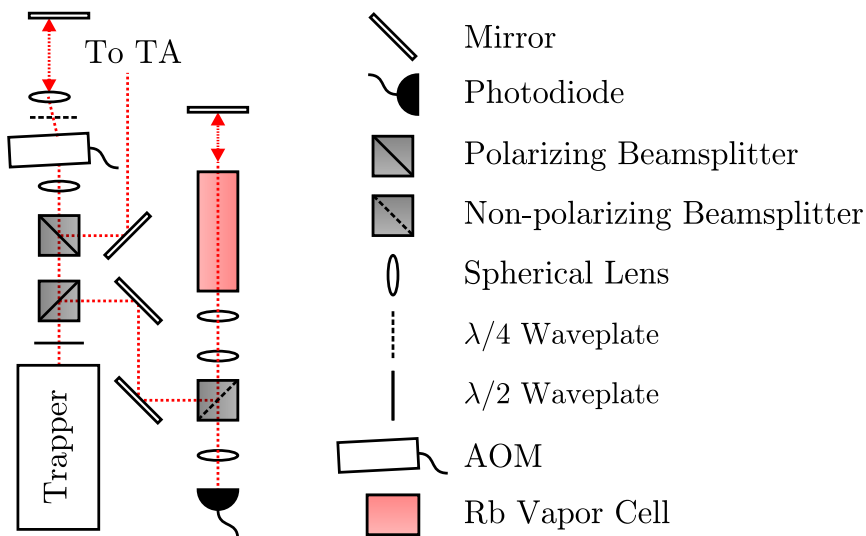 To TA
Trapper
Mirror
Photodiode
Polarizing Beamsplitter
Non-polarizing Beamsplitter
Spherical Lens
λ/4 Waveplate
λ/2 Waveplate
AOM
Rb Vapor Cell